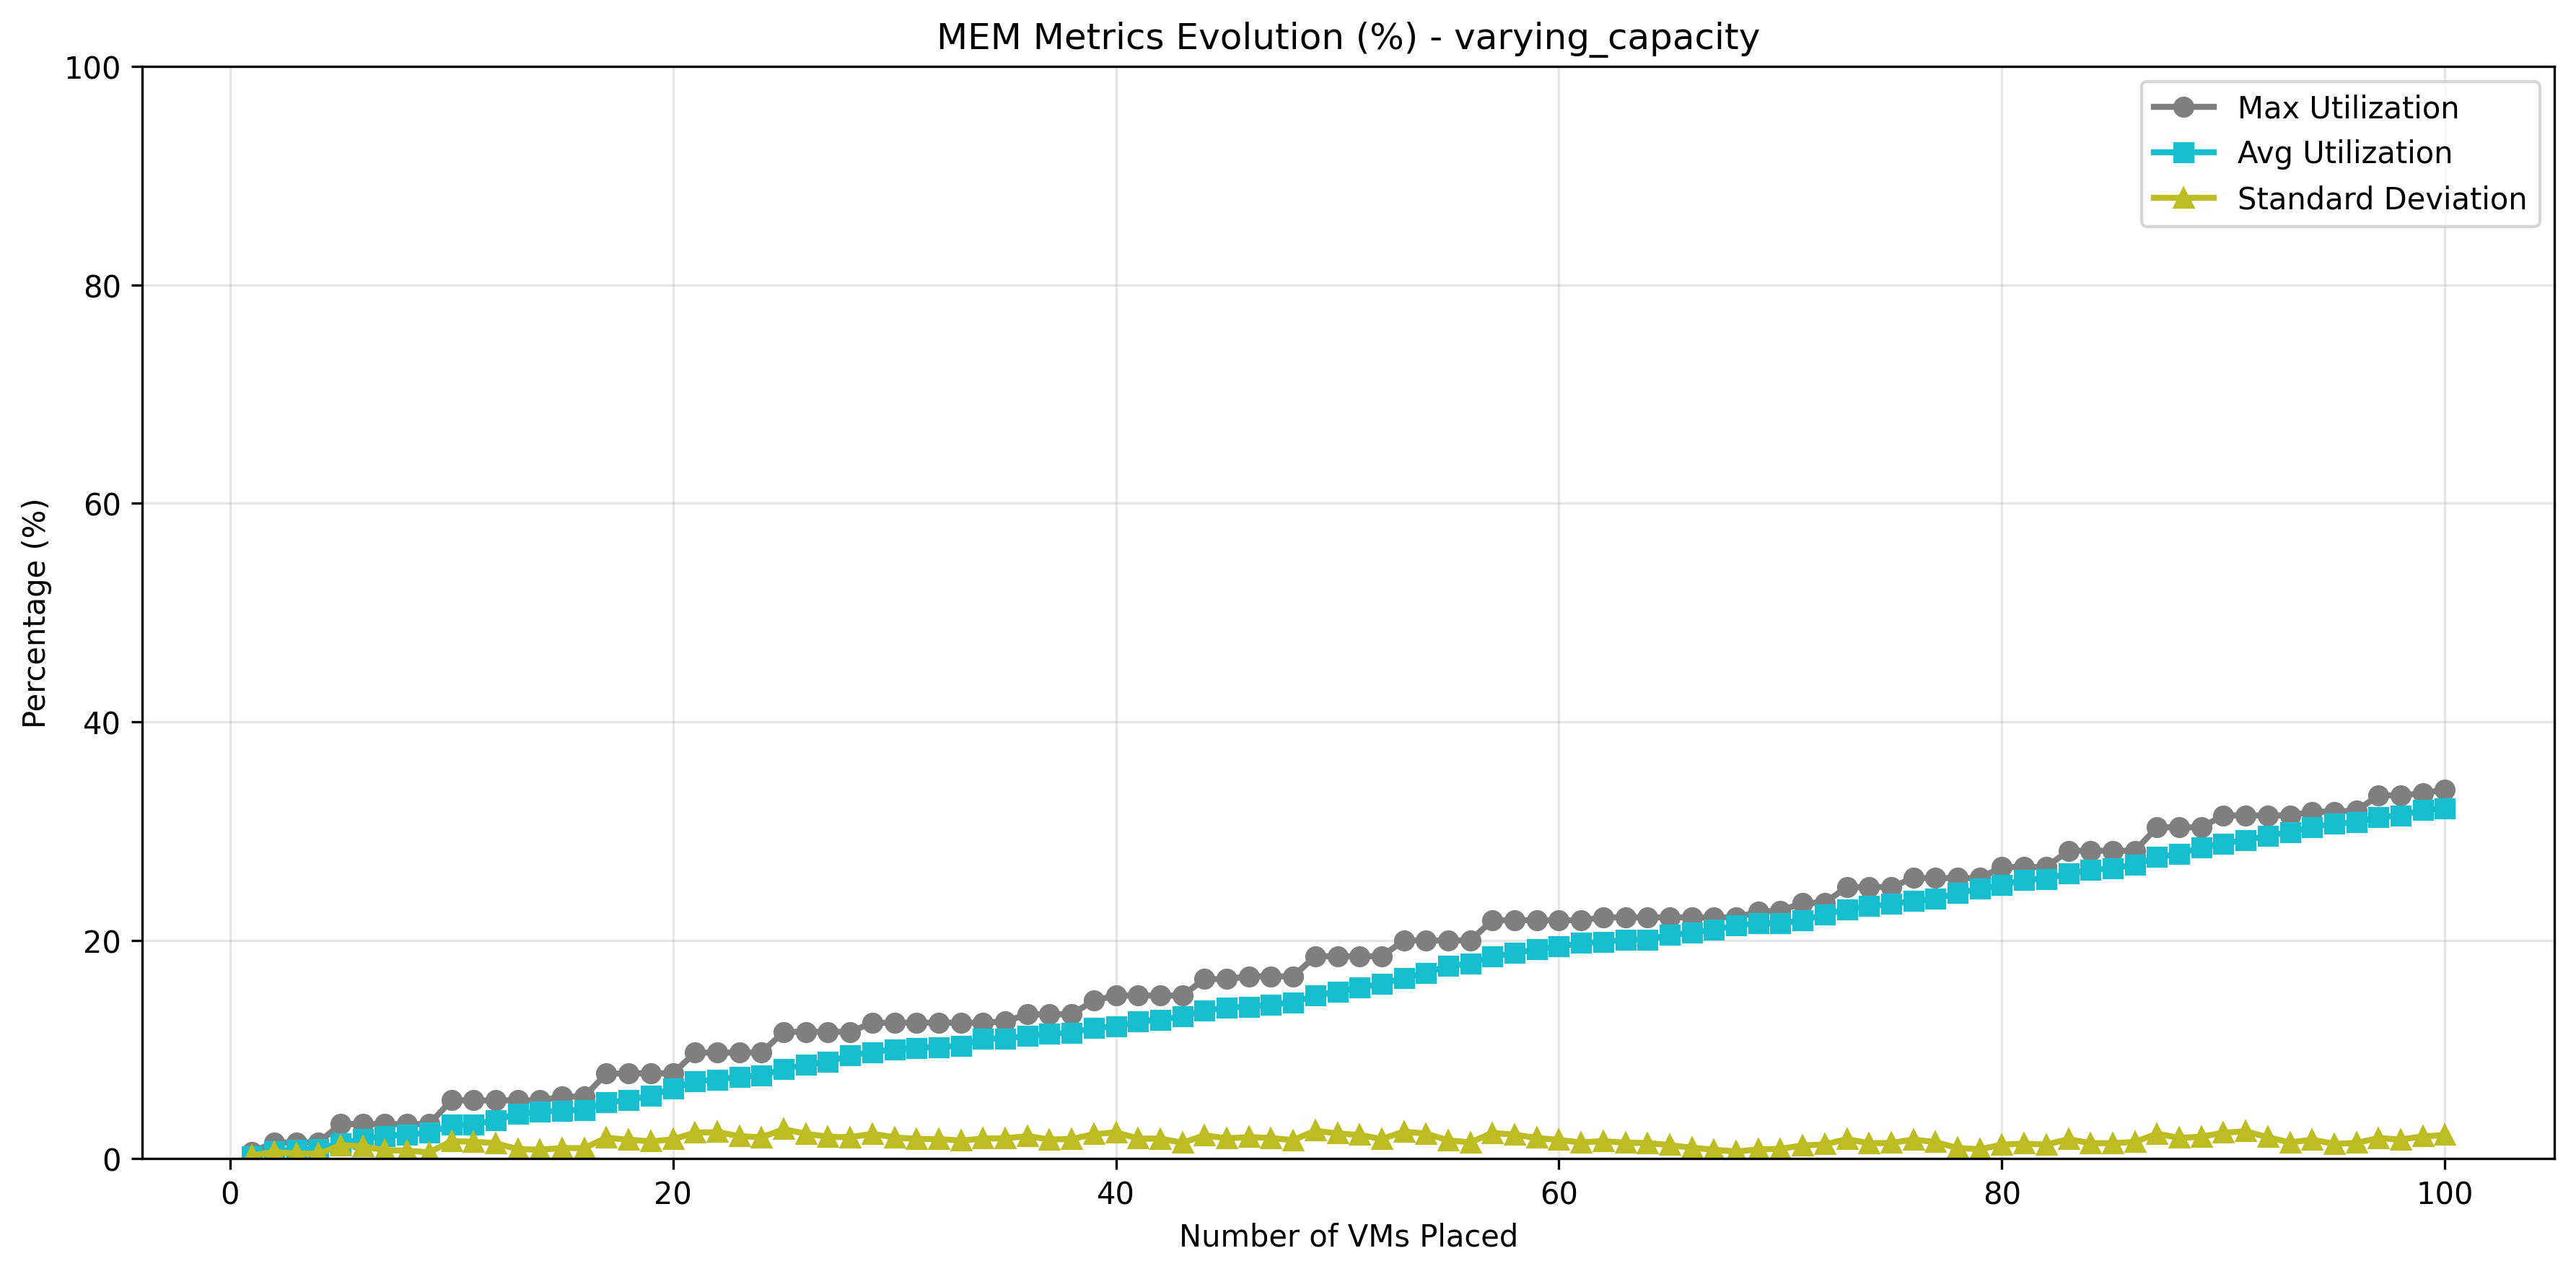 MEM Metrics Evolution (%) - varying_capacity
100
80
60
40
20
0
Percentage (%)
Max Utilization
Avg Utilization
Standard Deviation
0 20 40 60 80 100
Number of VMs Placed